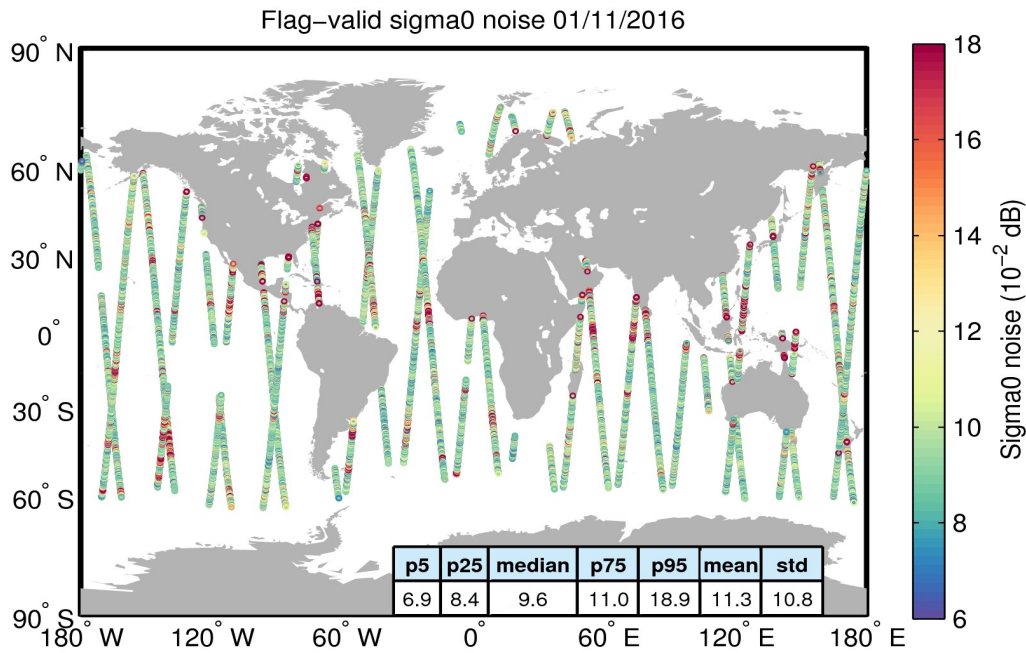 Flag−valid sigma0 noise 01/11/2016
90° N
60° N
30° N
0°
30° S
60° S
90° S
180° W
120° W
60° W
0°
60° E
120° E
180° E
p5 p25 median p75 p95 mean std
6.9 8.4 9.6 11.0 18.9 11.3 10.8
18
16
14
12
10
8
6
Sigma0 noise (10⁻² dB)